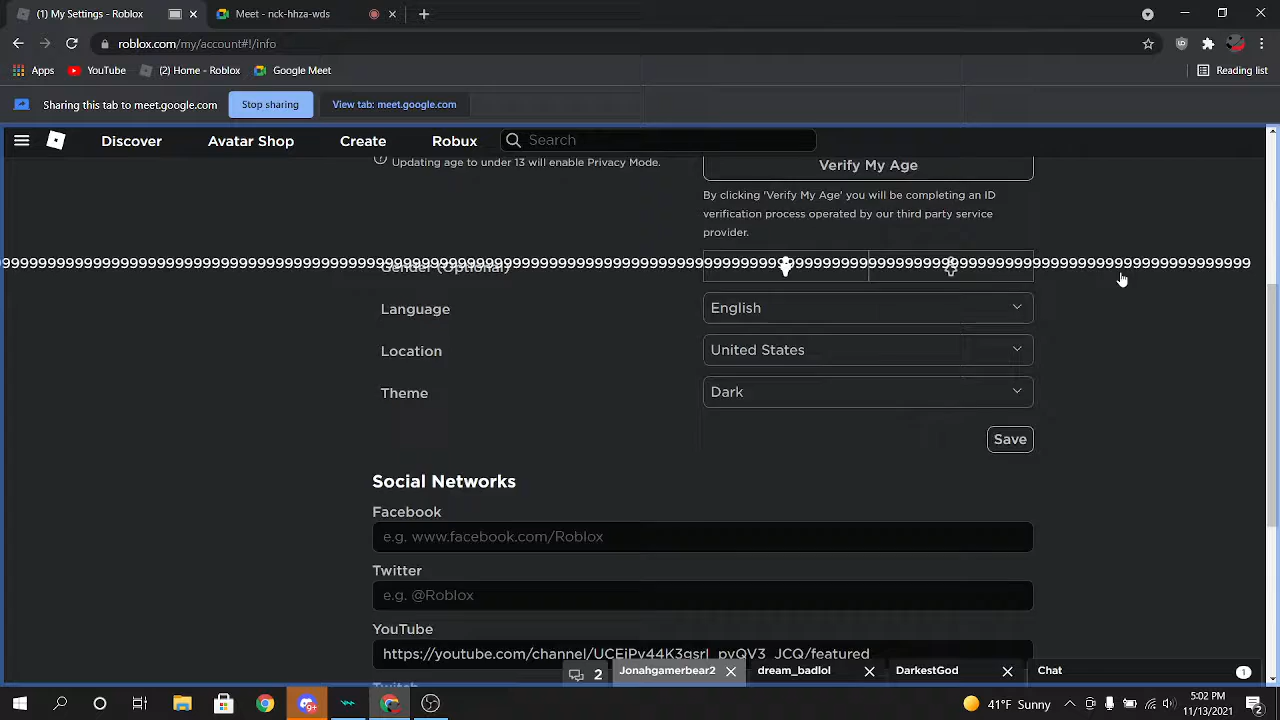 (1) My Settings - Roblox
Meet - nck-hhza-wds
roblox.com/my/account#!/info
Apps
YouTube
(2) Home - Roblox
Google Meet
Reading list
Sharing this tab to meet.google.com
Stop sharing
View tab: meet.google.com
Discover
Avatar Shop
Create
Robux
Search
Updating age to under 13 will enable Privacy Mode.
Verify My Age
By clicking 'Verify My Age' you will be completing an ID
verification process operated by our third party service
provider.
Gender (Optional)
Language
English
Location
United States
Theme
Dark
Save
Social Networks
Facebook
e.g. www.facebook.com/Roblox
Twitter
e.g. @Roblox
YouTube
2
Jonahgamerbear2
dream_badlol
DarkestGod
Chat
1
9+
41°F Sunny
5:02 PM
11/13/2021
2